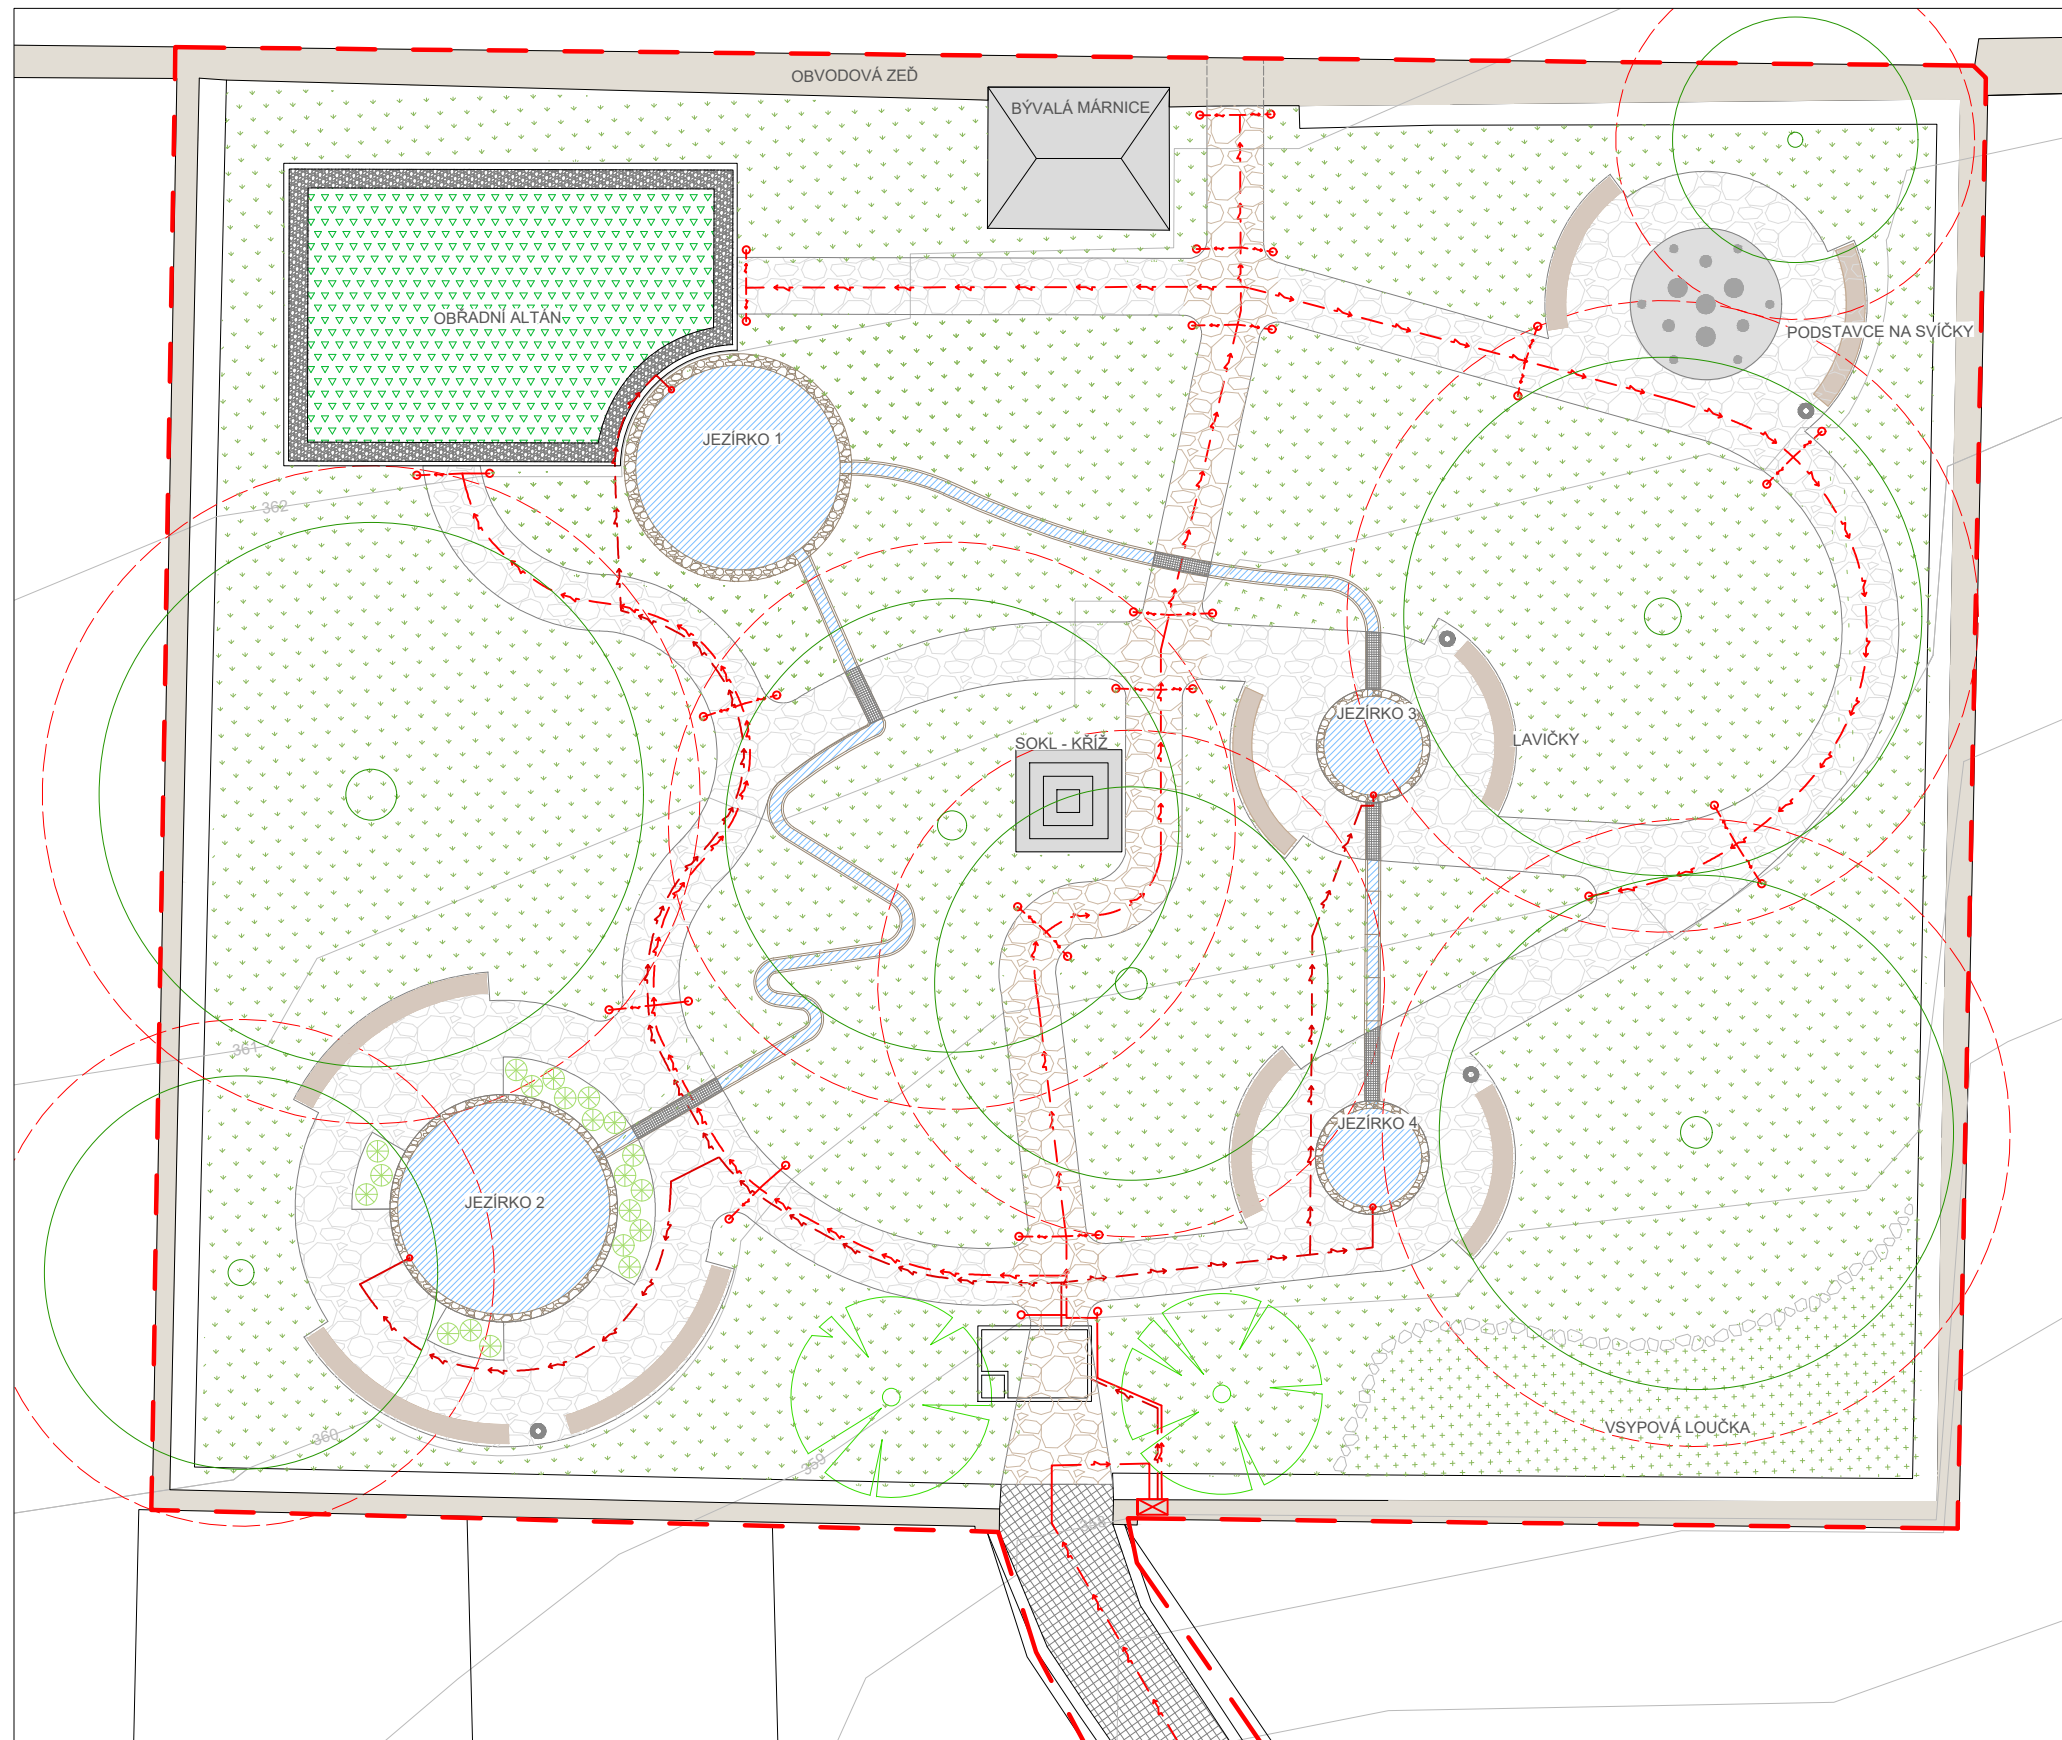 OBVODOVÁ ZEĎ
BÝVALÁ MÁRNICE
OBŘADNÍ ALTÁN
PODSTAVCE NA SVÍČKY
JEZÍRKO 1
362
JEZÍRKO 3
SOKL - KŘÍŽ
LAVIČKY
361
JEZÍRKO 4
JEZÍRKO 2
VSYPOVÁ LOUČKA
360
359